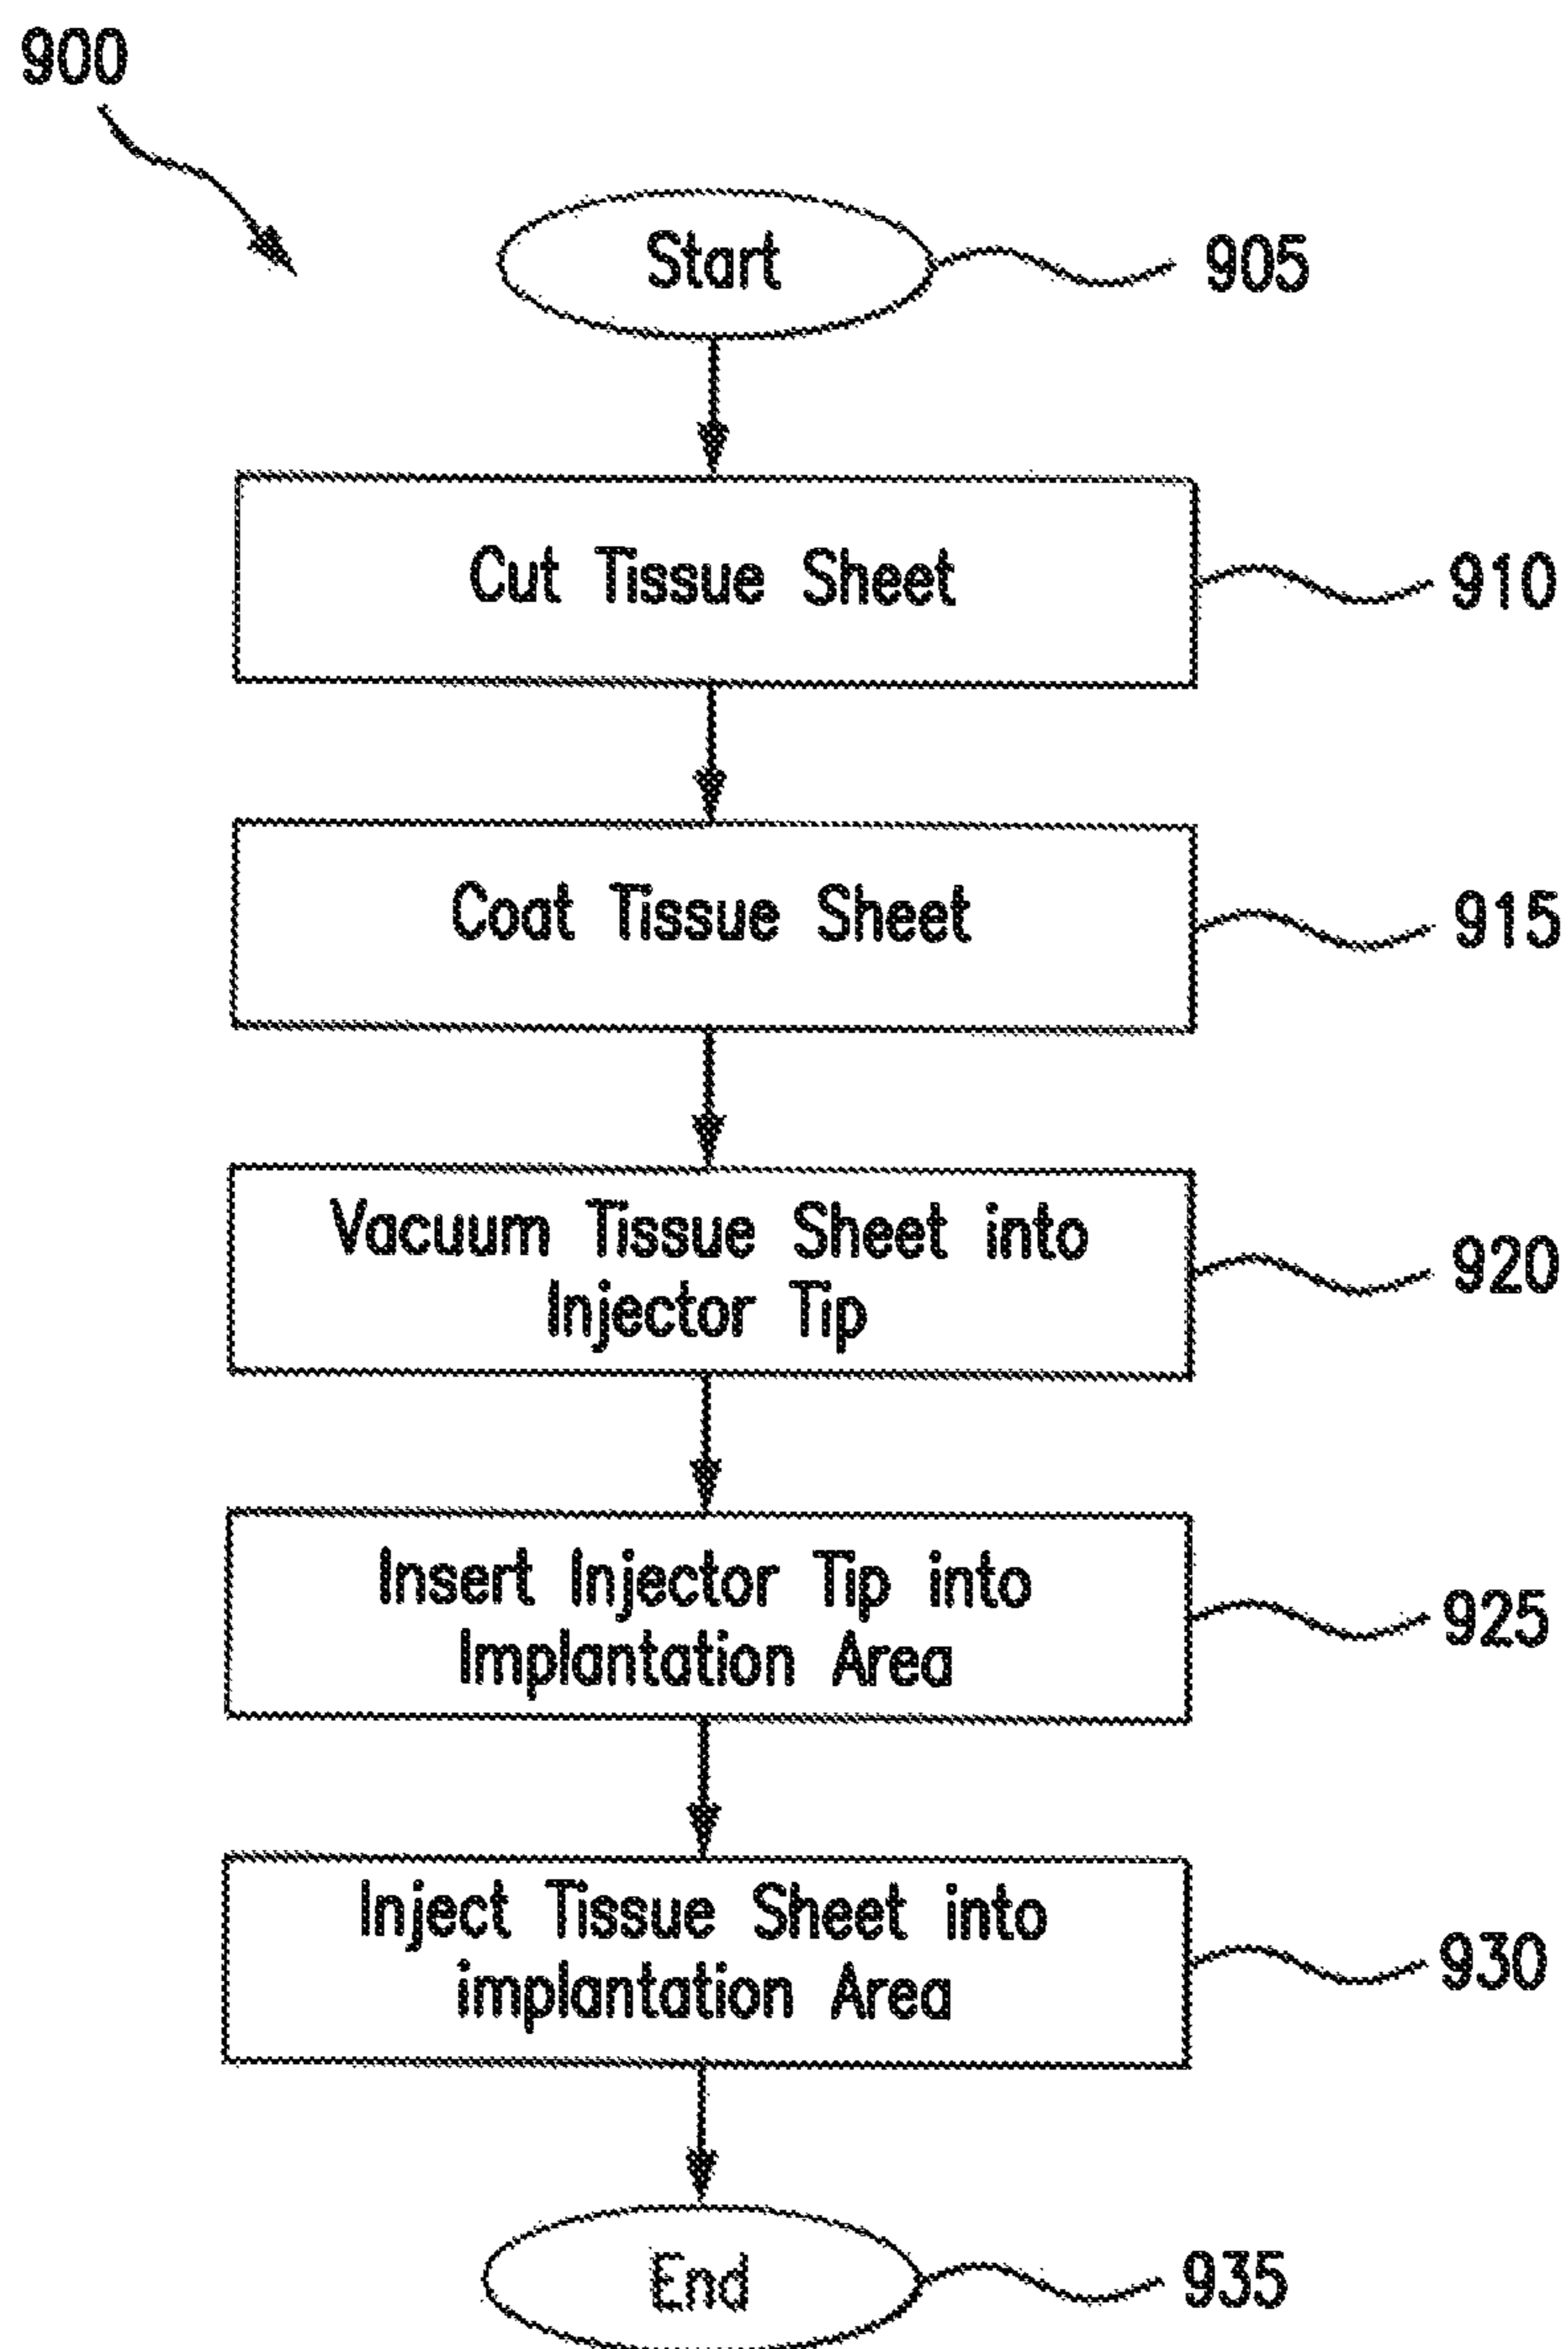 900
Start
905
Cut Tissue Sheet
910
Coat Tissue Sheet
915
Vacuum Tissue Sheet into
Injector Tip
920
Insert Injector Tip into
Implantation Area
925
Inject Tissue Sheet into
implantation Area
930
End
935